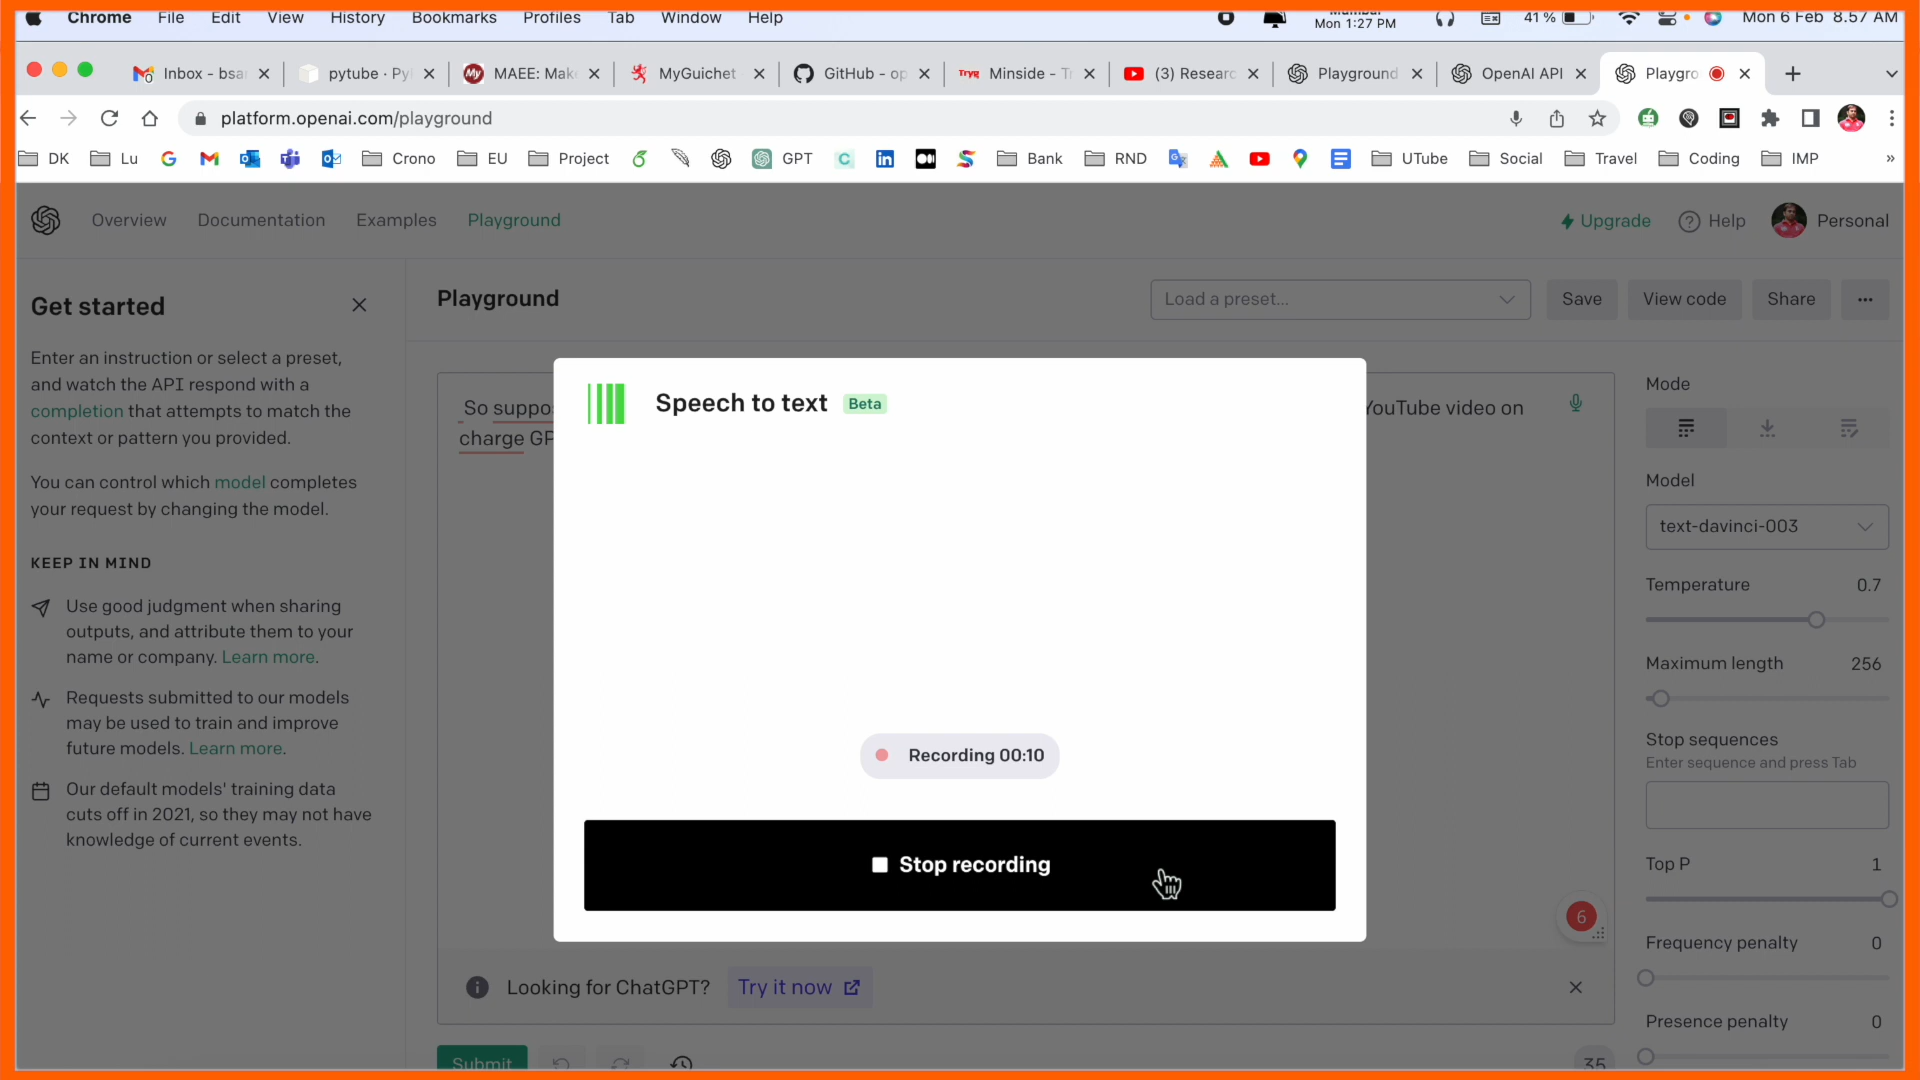 Chrome File Edit View History Bookmarks Profiles Tab Window Help
Mon 1:27 PM
41 %
Mon 6 Feb 8.57 AM
Inbox - bsa
pytube · Py
MAEE: Make
MyGuichet
GitHub - op
Tryg Minside - T
(3) Researc
Playground
OpenAI API
Playgro
platform.openai.com/playground
DK Lu Crono EU Project GPT Bank RND UTube Social Travel Coding IMP »
Overview Documentation Examples Playground
Upgrade Help Personal
Get started
Enter an instruction or select a preset,
and watch the API respond with a
completion that attempts to match the
context or pattern you provided.
You can control which model completes
your request by changing the model.
KEEP IN MIND
Use good judgment when sharing
outputs, and attribute them to your
name or company. Learn more.
Requests submitted to our models
may be used to train and improve
future models. Learn more.
Our default models' training data
cuts off in 2021, so they may not have
knowledge of current events.
Playground
Load a preset... Save View code Share ...
So suppo
YouTube video on
charge GP
Speech to text Beta
Recording 00:10
Stop recording
6
Looking for ChatGPT? Try it now
Submit
35
Mode
Model
text-davinci-003
Temperature 0.7
Maximum length 256
Stop sequences
Enter sequence and press Tab
Top P 1
Frequency penalty 0
Presence penalty 0